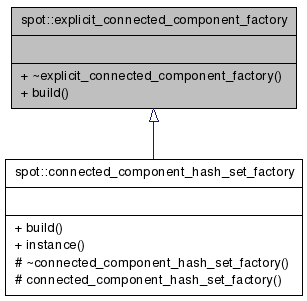 spot::explicit_connected_component_factory
+ ~explicit_connected_component_factory()
+ build()
spot::connected_component_hash_set_factory
+ build()
+ instance()
# ~connected_component_hash_set_factory()
# connected_component_hash_set_factory()